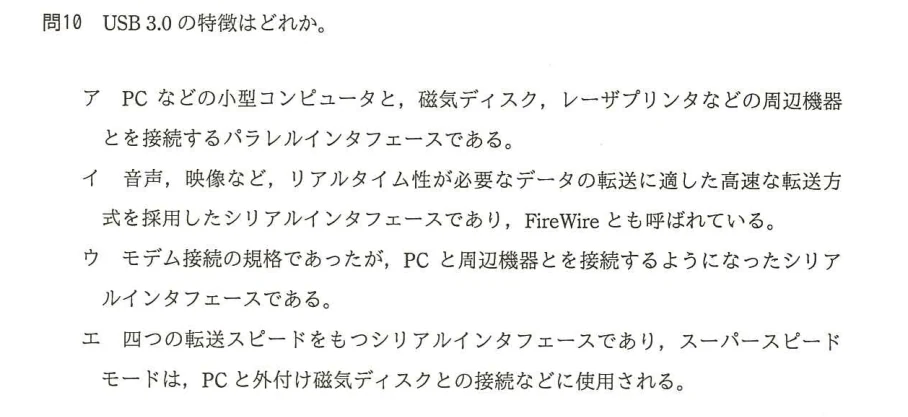 問10 USB 3.0 の特徴はどれか。
ア PC などの小型コンピュータと，磁気ディスク，レーザプリンタなどの周辺機器
とを接続するパラレルインタフェースである。
イ 音声，映像など，リアルタイム性が必要なデータの転送に適した高速な転送方
式を採用したシリアルインタフェースであり，FireWire とも呼ばれている。
ウ モデム接続の規格であったが，PC と周辺機器とを接続するようになったシリア
ルインタフェースである。
エ 四つの転送スピードをもつシリアルインタフェースであり，スーパースピード
モードは，PC と外付け磁気ディスクとの接続などに使用される。